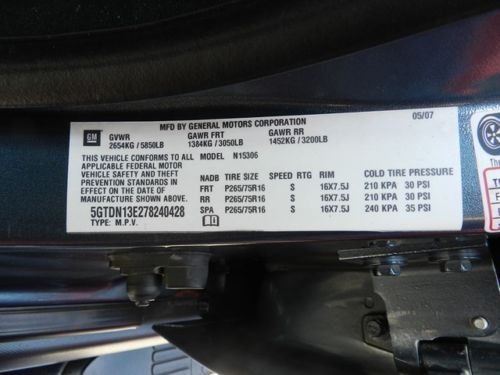 MFD BY GENERAL MOTORS CORPORATION 05/07
GM GVWR GAWR FRT GAWR RR
2654KG / 5850LB 1384KG / 3050LB 1452KG / 3200LB
THIS VEHICLE CONFORMS TO ALL MODEL N15306
APPLICABLE FEDERAL MOTOR
VEHICLE SAFETY AND THEFT
PREVENTION STANDARDS
IN EFFECT ON THE DATE OF
MANUFACTURE SHOWN ABOVE.
5GTDN13E278240428
TYPE: M.P.V.
NADB TIRE SIZE SPEED RTG RIM COLD TIRE PRESSURE
FRT P265/75R16 S 16X7.5J 210 KPA 30 PSI
RR P265/75R16 S 16X7.5J 210 KPA 30 PSI
SPA P265/75R16 S 16X7.5J 240 KPA 35 PSI